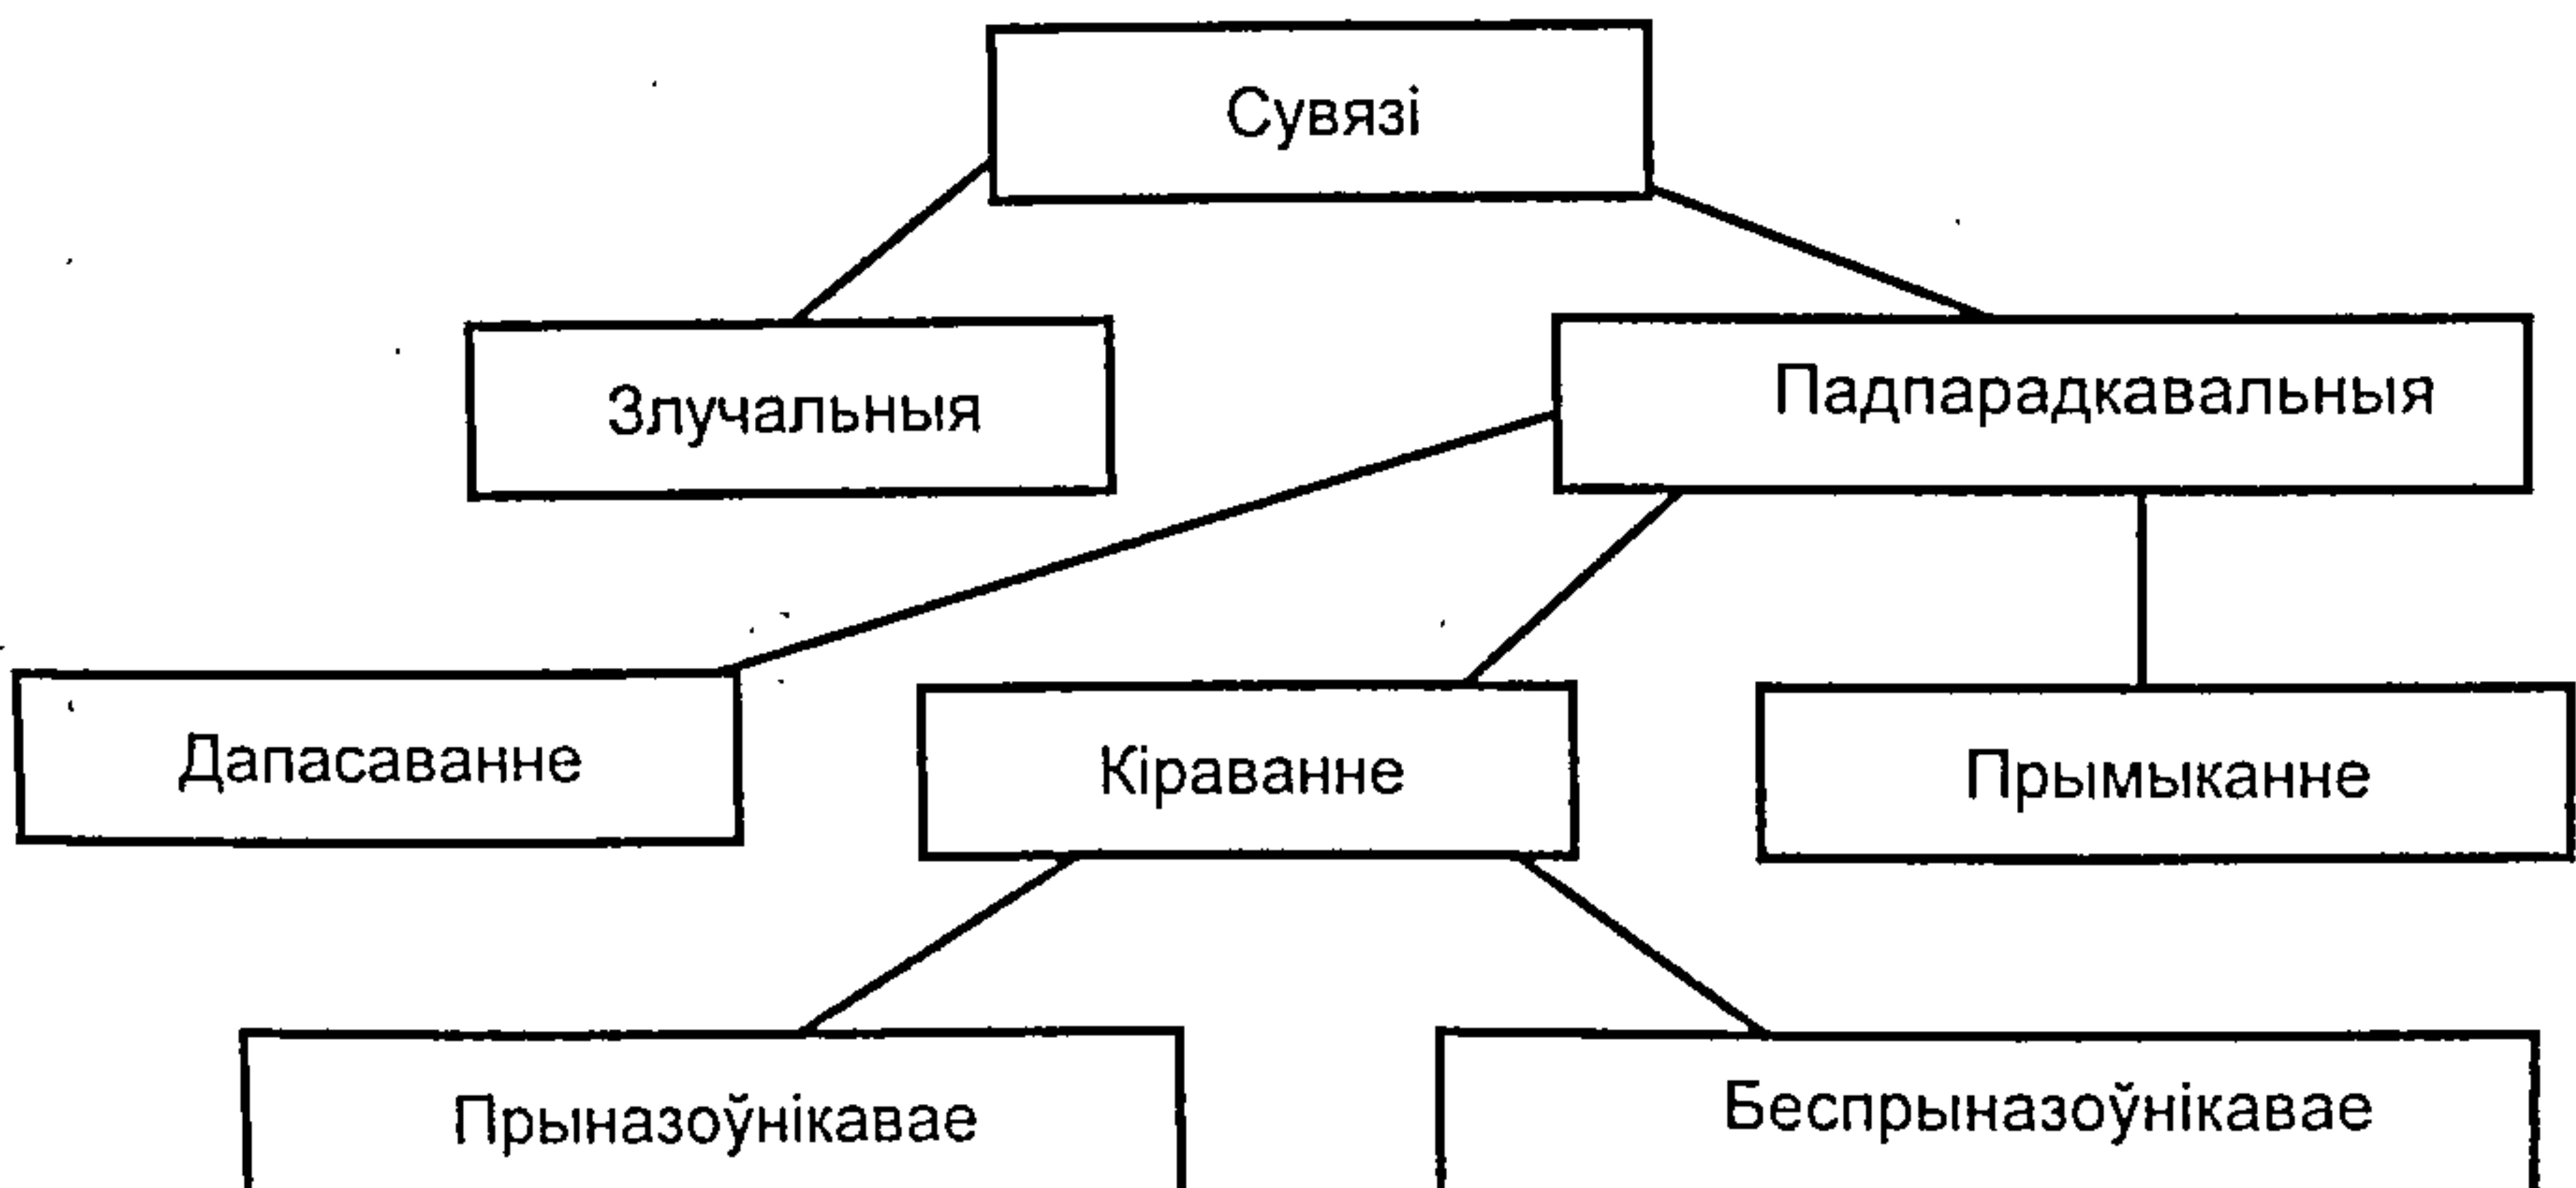 Сувязі
Злучальныя
Падпарадкавальныя
Дапасаванне
Кіраванне
Прымыканне
Прыназоўнікавае
Беспрыназоўнікавае